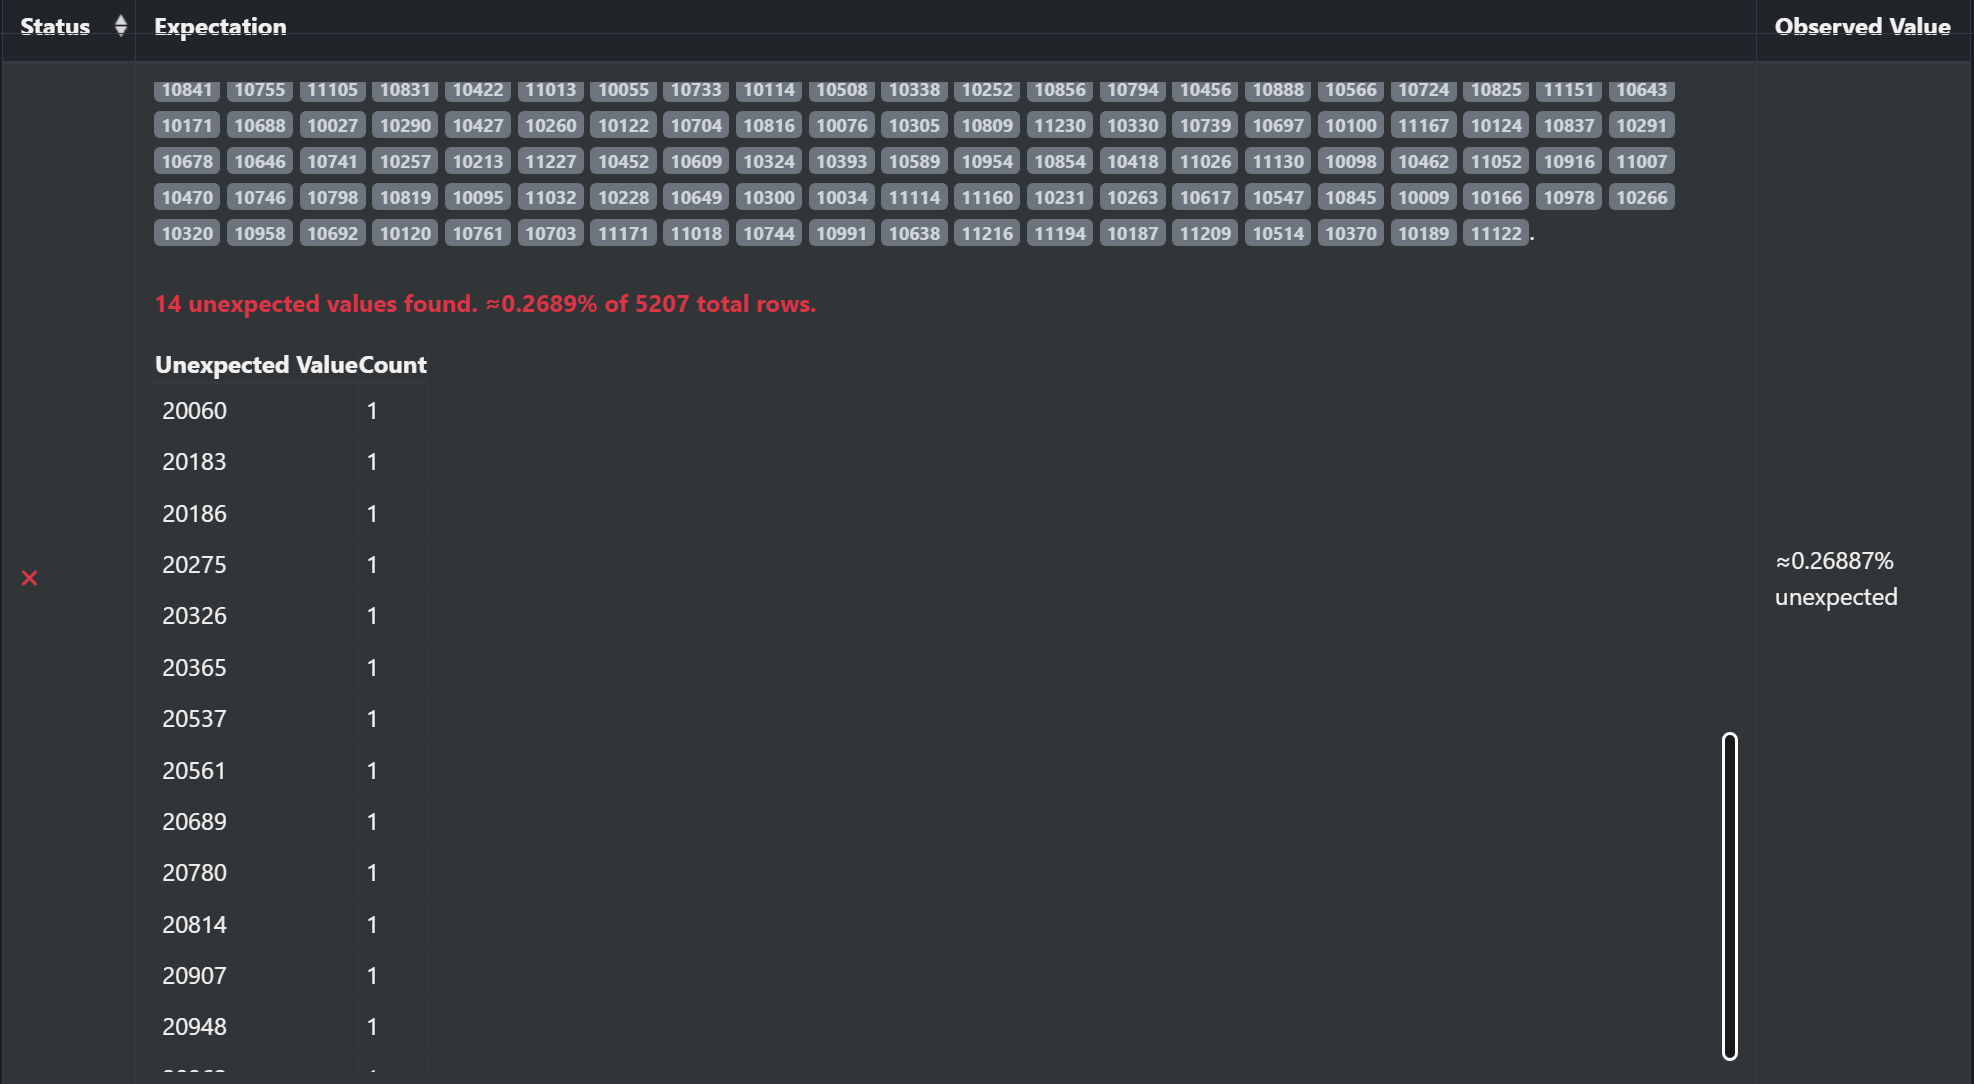 Status Expectation Observed Value
10841 10755 11105 10831 10422 11013 10055 10733 10114 10508 10338 10252 10856 10794 10456 10888 10566 10724 10825 11151 10643
10171 10688 10027 10290 10427 10260 10122 10704 10816 10076 10305 10809 11230 10330 10739 10697 10100 11167 10124 10837 10291
10678 10646 10741 10257 10213 11227 10452 10609 10324 10393 10589 10954 10854 10418 11026 11130 10098 10462 11052 10916 11007
10470 10746 10798 10819 10095 11032 10228 10649 10300 10034 11114 11160 10231 10263 10617 10547 10845 10009 10166 10978 10266
10320 10958 10692 10120 10761 10703 11171 11018 10744 10991 10638 11216 11194 10187 11209 10514 10370 10189 11122 .
14 unexpected values found. ≈0.2689% of 5207 total rows.
Unexpected Value Count
20060 1
20183 1
20186 1
20275 1
≈0.26887%
unexpected
20326 1
20365 1
20537 1
20561 1
20689 1
20780 1
20814 1
20907 1
20948 1